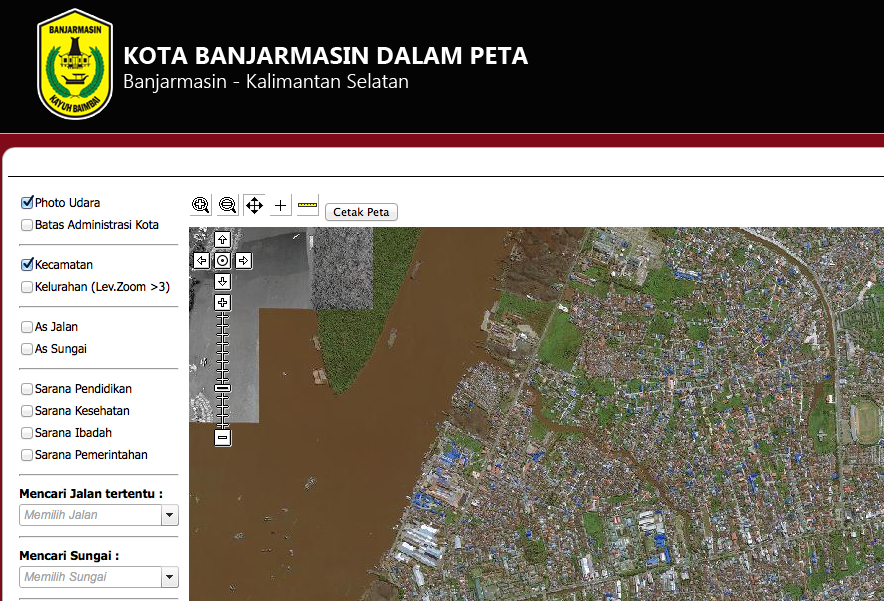 BANJARMASIN
KAYUH BAIMBAI
KOTA BANJARMASIN DALAM PETA
Banjarmasin - Kalimantan Selatan
Photo Udara
Batas Administrasi Kota
Cetak Peta
Kecamatan
Kelurahan (Lev.Zoom >3)
As Jalan
As Sungai
Sarana Pendidikan
Sarana Kesehatan
Sarana Ibadah
Sarana Pemerintahan
Mencari Jalan tertentu :
Memilih Jalan
Mencari Sungai :
Memilih Sungai